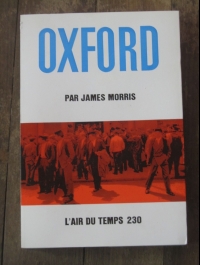 OXFORD
PAR JAMES MORRIS
L'AIR DU TEMPS 230